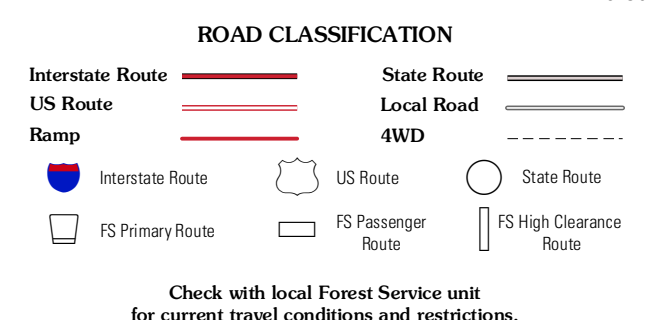 ROAD CLASSIFICATION
Interstate Route
State Route
US Route
Local Road
Ramp
4WD
Interstate Route
US Route
State Route
FS Primary Route
FS Passenger
Route
FS High Clearance
Route
Check with local Forest Service unit
for current travel conditions and restrictions.